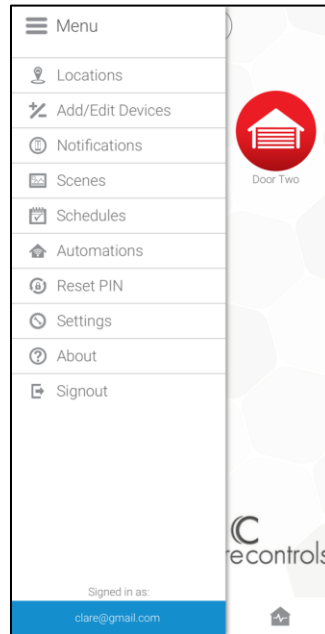 Menu
Locations
Add/Edit Devices
Notifications
Scenes
Schedules
Automations
Reset PIN
Settings
About
Signout
Door Two
recontrols
Signed in as:
clare@gmail.com